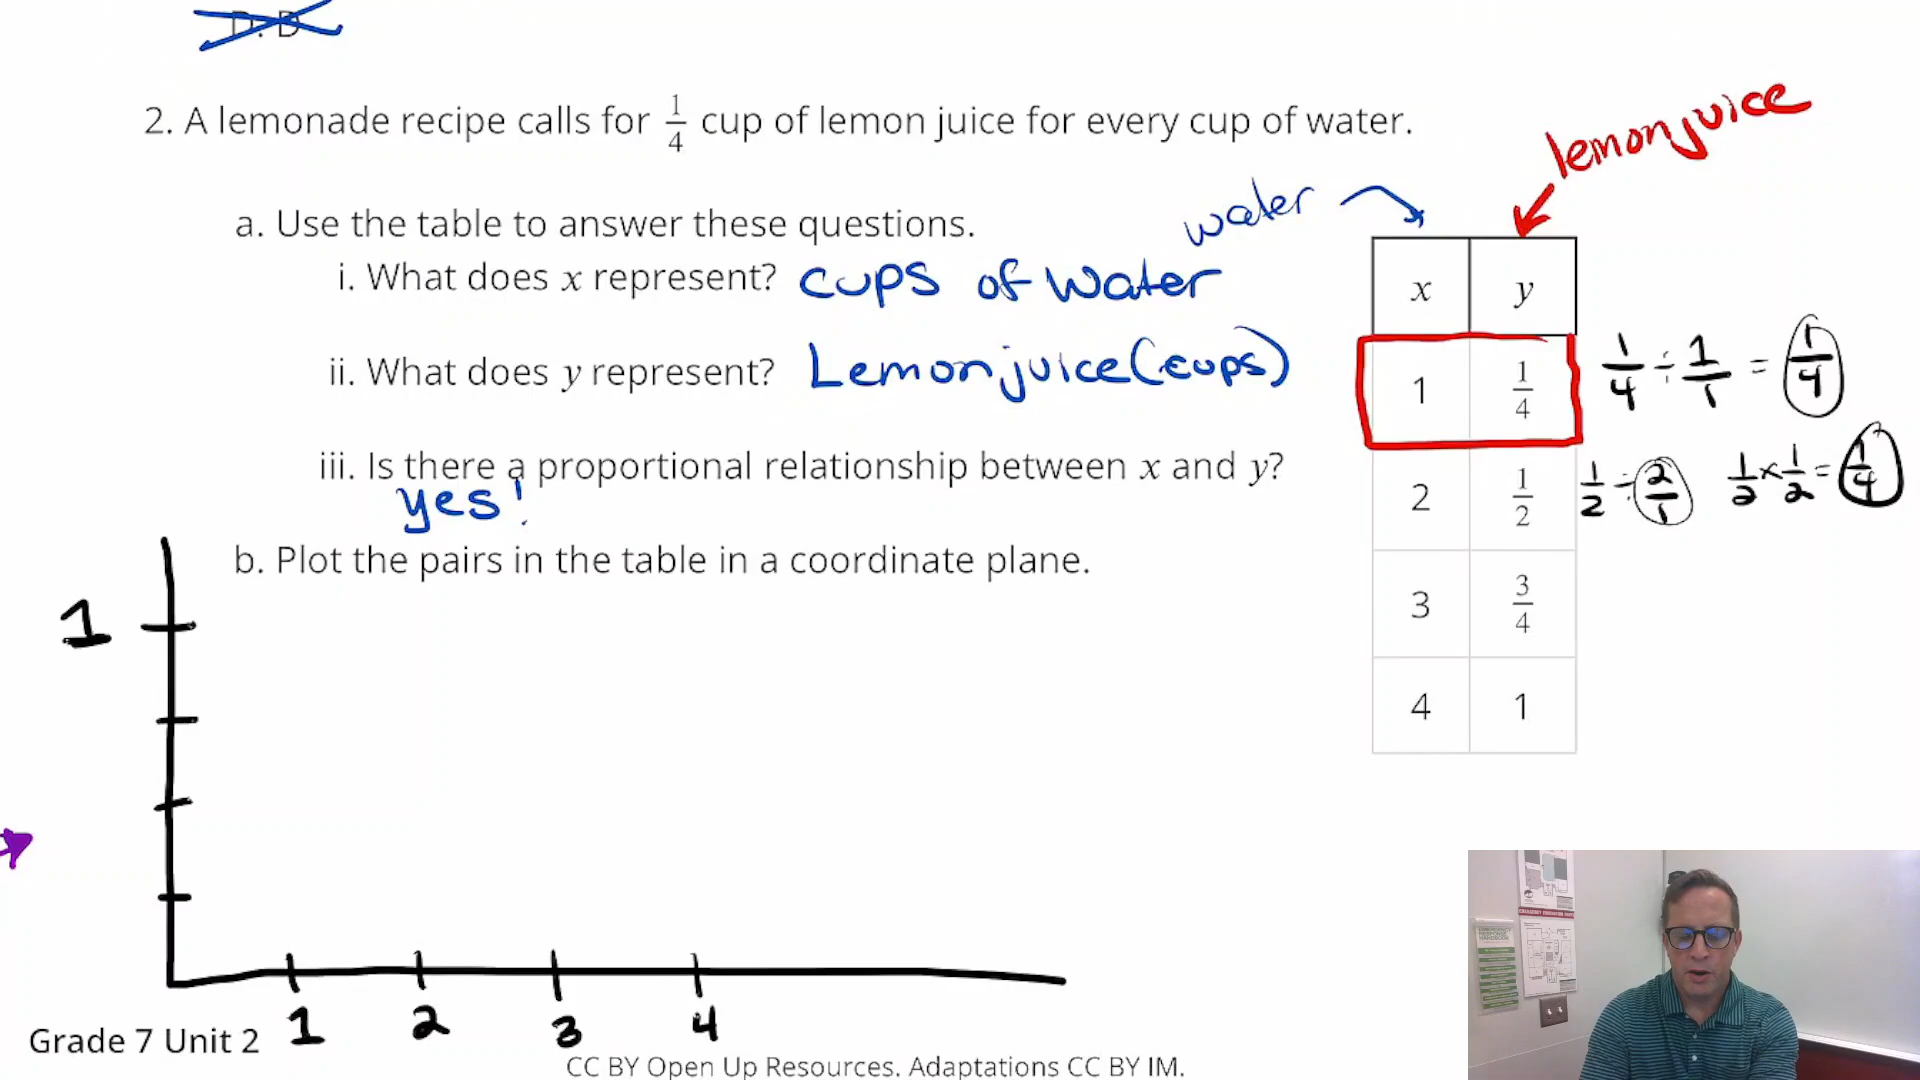 D. D
lemonjuice
2. A lemonade recipe calls for 1/4 cup of lemon juice for every cup of water.
water
a. Use the table to answer these questions.
i. What does x represent? cups of water
x y
ii. What does y represent? Lemonjuice (cups)
1 1/4 1/4 ÷ 1/1 = 1/4
iii. Is there a proportional relationship between x and y?
yes!
2 1/2 1/2 ÷ 2/1 1/2 x 1/2 = 1/4
b. Plot the pairs in the table in a coordinate plane.
3 3/4
1
4 1
1 2 3 4
Grade 7 Unit 2
CC BY Open Up Resources. Adaptations CC BY IM.